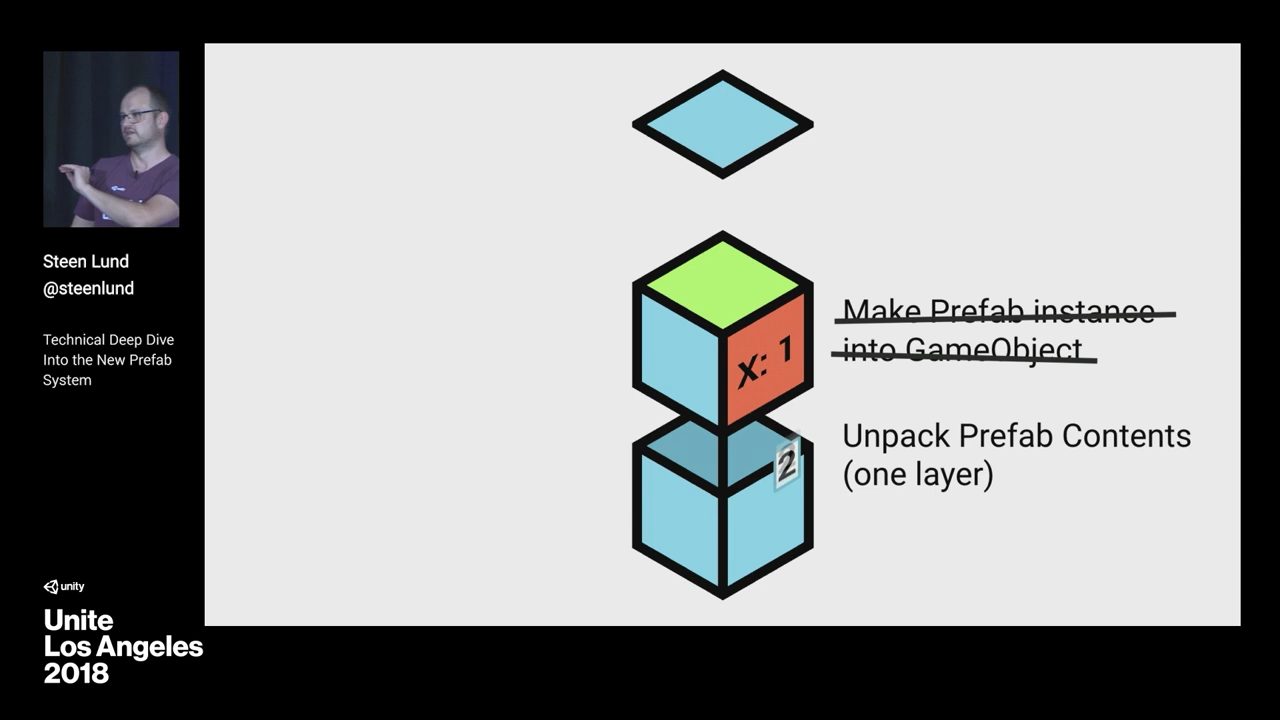 Steen Lund
@steenlund
Technical Deep Dive
Into the New Prefab
System
unity
Unite
Los Angeles
2018
X: 1
2
Make Prefab instance
into GameObject
Unpack Prefab Contents
(one layer)